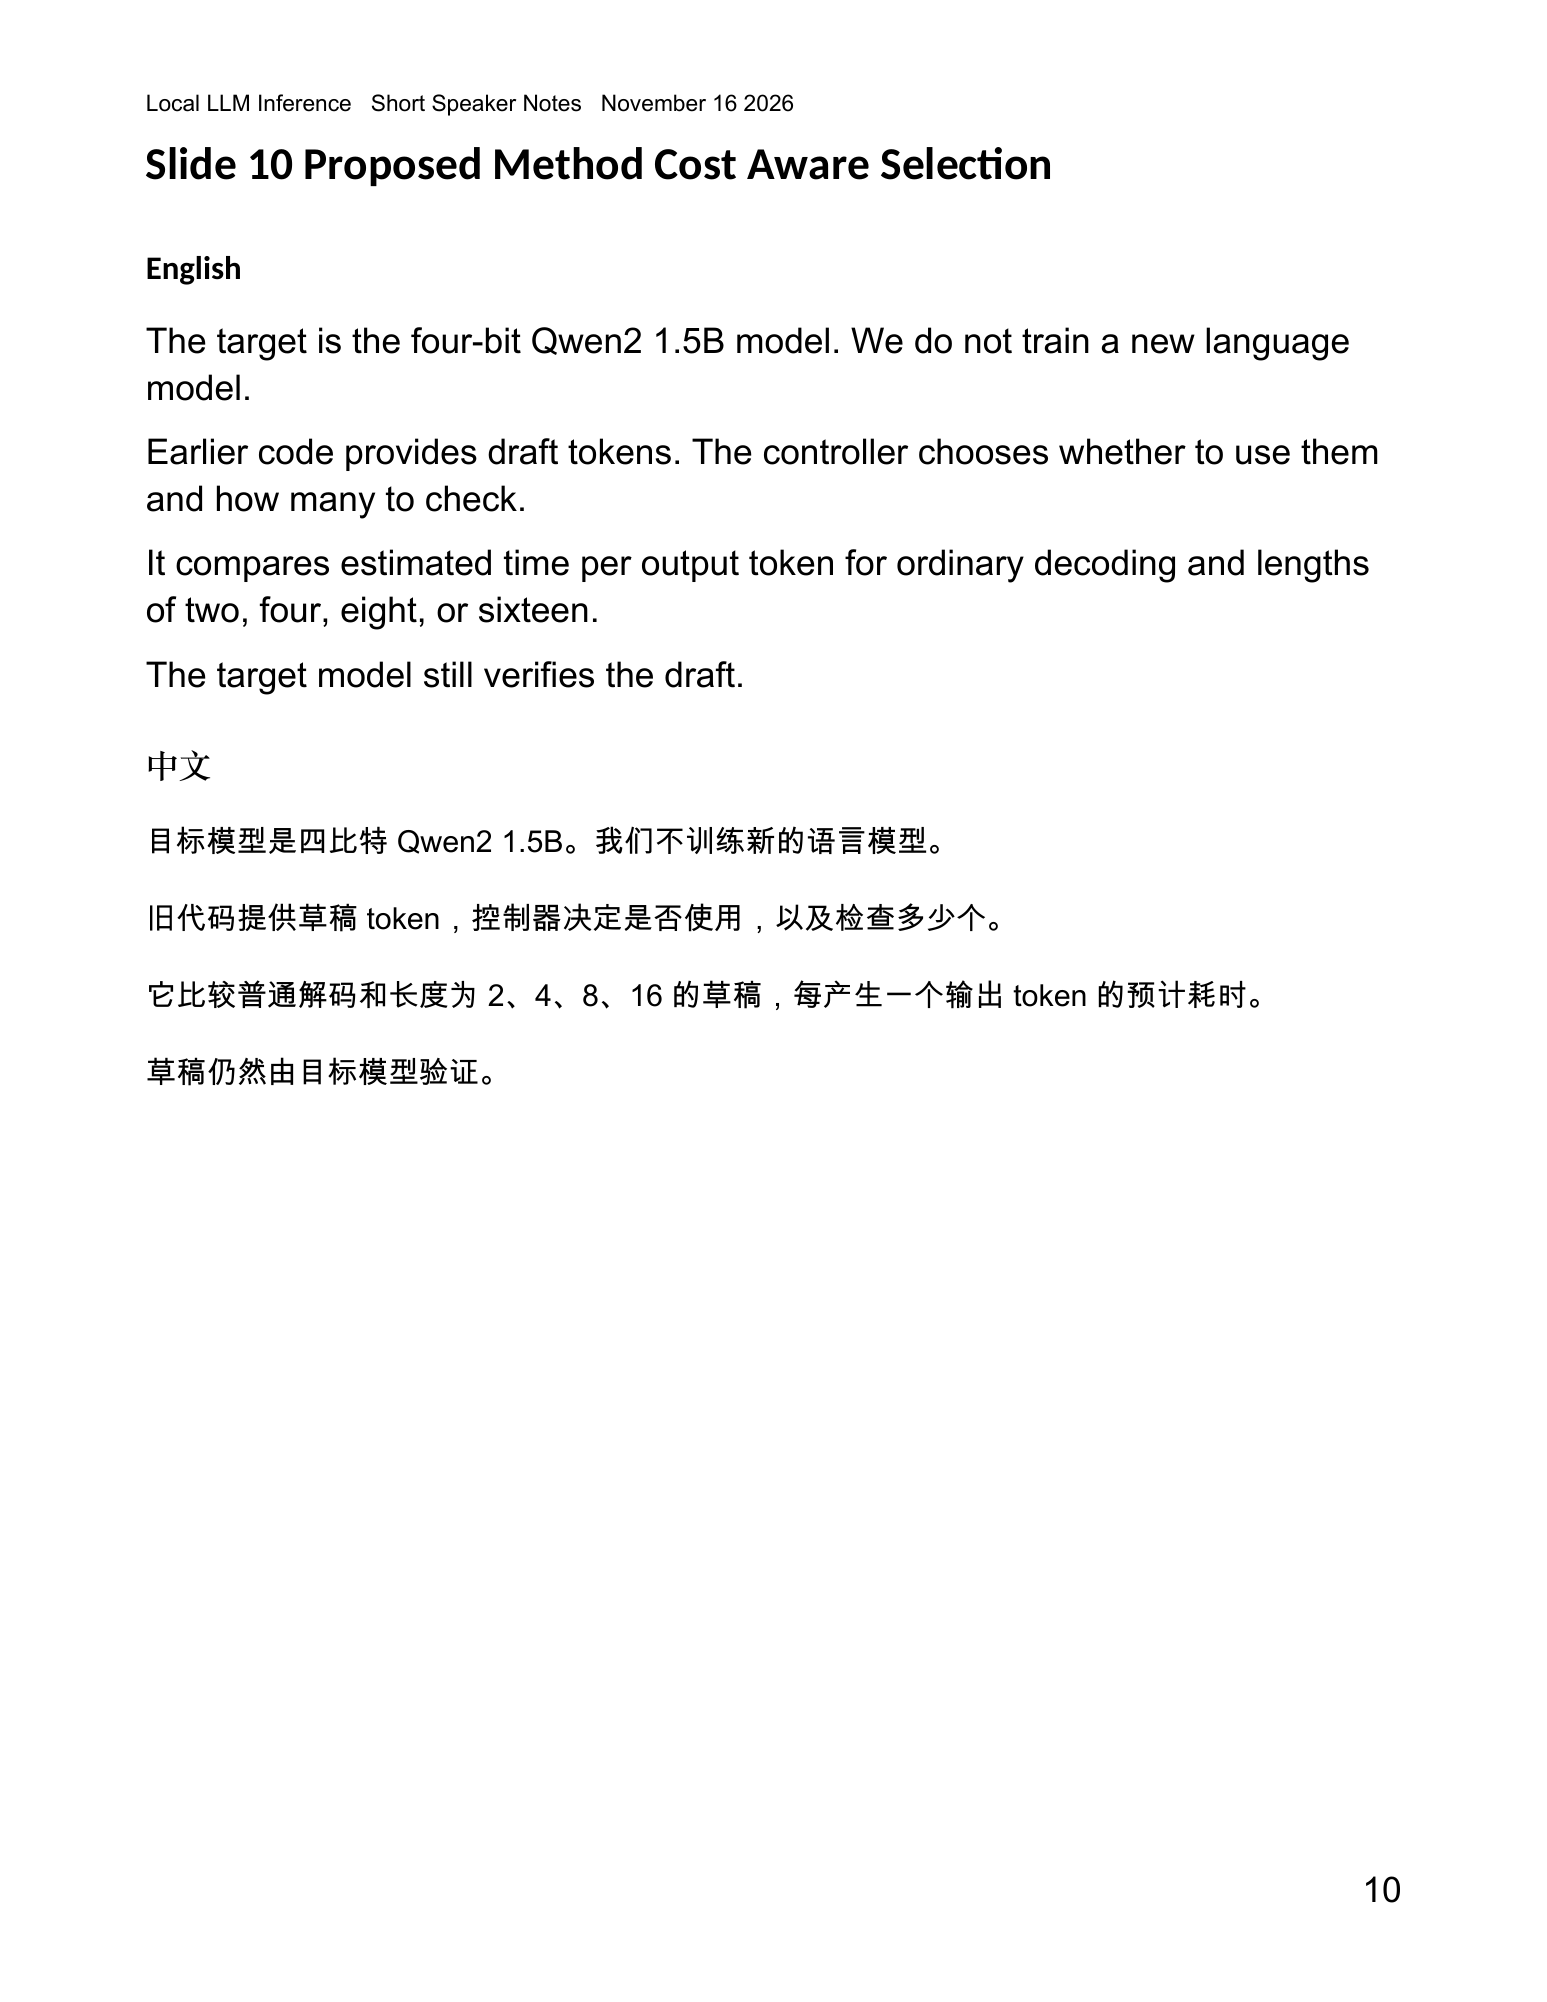 Local LLM Inference   Short Speaker Notes   November 16 2026
Slide 10 Proposed Method Cost Aware Selection
English
The target is the four-bit Qwen2 1.5B model. We do not train a new language
model.
Earlier code provides draft tokens. The controller chooses whether to use them
and how many to check.
It compares estimated time per output token for ordinary decoding and lengths
of two, four, eight, or sixteen.
The target model still verifies the draft.
中文
目标模型是四比特 Qwen2 1.5B。我们不训练新的语言模型。
旧代码提供草稿 token，控制器决定是否使用，以及检查多少个。
它比较普通解码和长度为 2、4、8、16 的草稿，每产生一个输出 token 的预计耗时。
草稿仍然由目标模型验证。
10